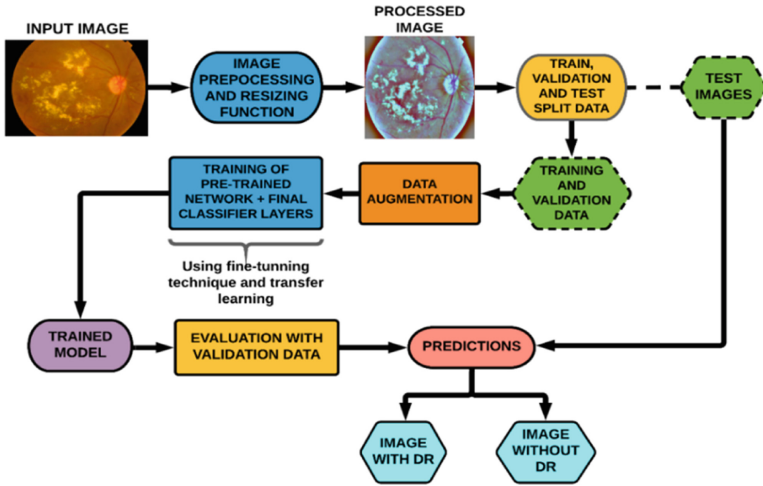 INPUT IMAGE
IMAGE
PREPOCESSING
AND RESIZING
FUNCTION
PROCESSED
IMAGE
TRAIN,
VALIDATION
AND TEST
SPLIT DATA
TEST
IMAGES
TRAINING OF
PRE-TRAINED
NETWORK + FINAL
CLASSIFIER LAYERS
DATA
AUGMENTATION
TRAINING
AND
VALIDATION
DATA
Using fine-tunning
technique and transfer
learning
TRAINED
MODEL
EVALUATION WITH
VALIDATION DATA
PREDICTIONS
IMAGE
WITH DR
IMAGE
WITHOUT
DR